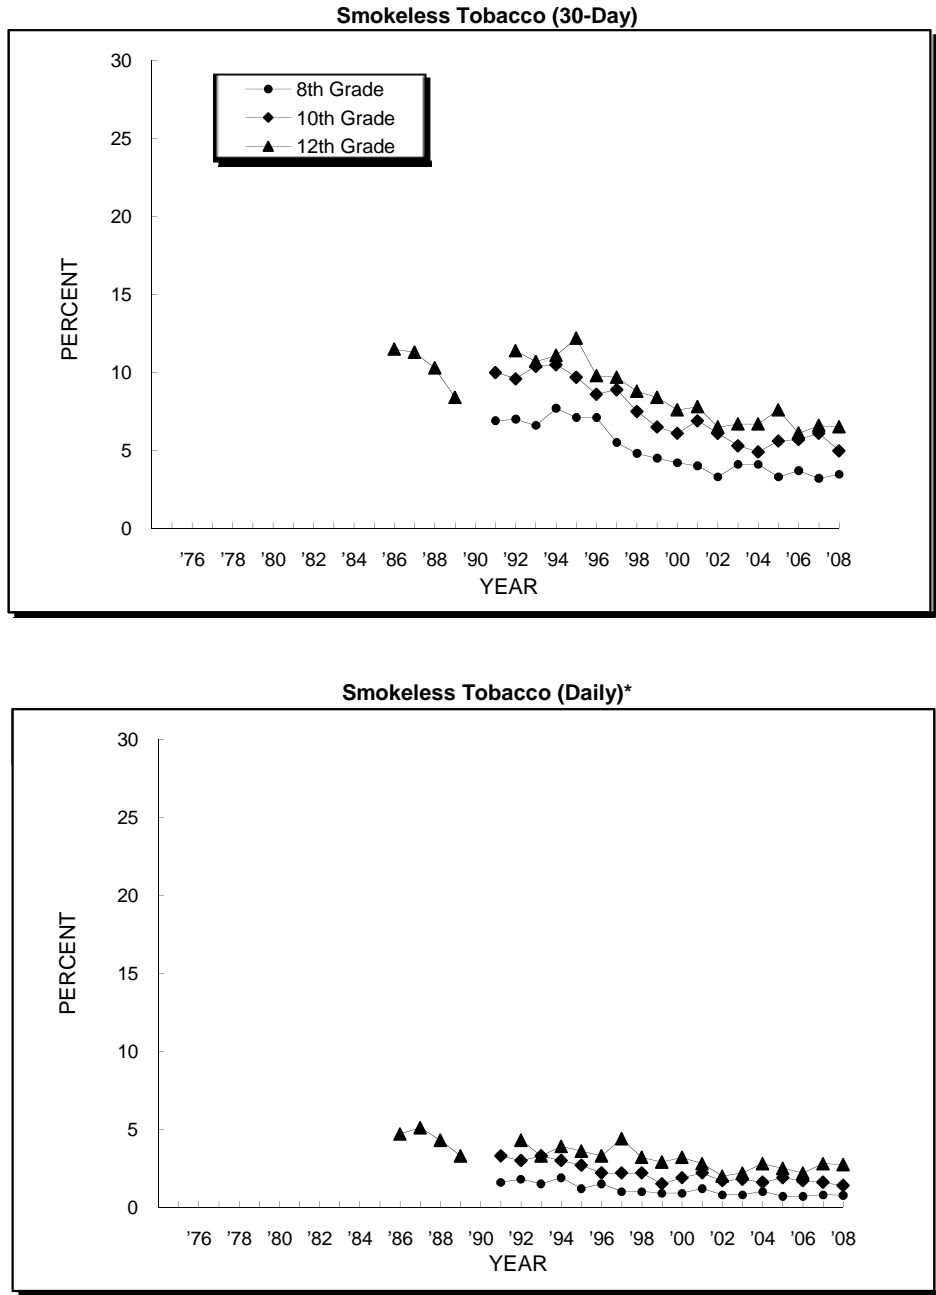 Smokeless Tobacco (30-Day)
30
25
20
15
10
5
0
PERCENT
8th Grade
10th Grade
12th Grade
’76 ’78 ’80 ’82 ’84 ’86 ’88 ’90 ’92 ’94 ’96 ’98 ’00 ’02 ’04 ’06 ’08
YEAR
Smokeless Tobacco (Daily)*
30
25
20
15
10
5
0
PERCENT
’76 ’78 ’80 ’82 ’84 ’86 ’88 ’90 ’92 ’94 ’96 ’98 ’00 ’02 ’04 ’06 ’08
YEAR